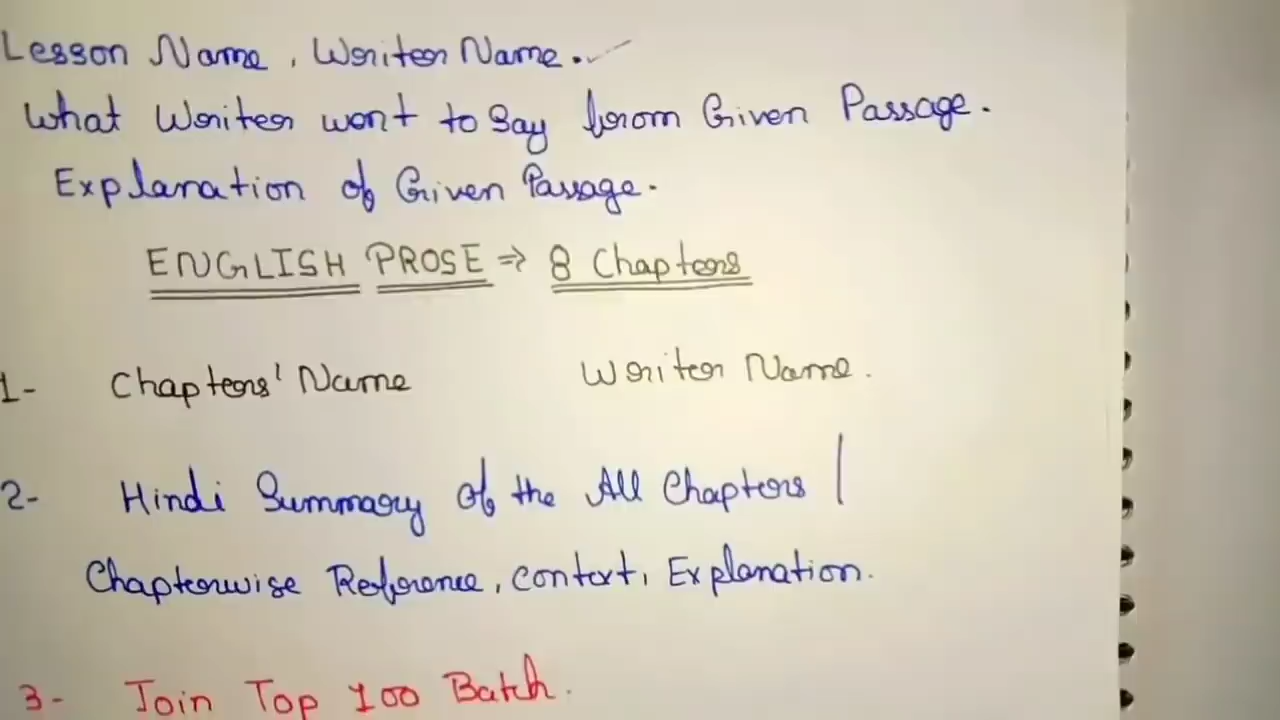 Lesson Name, Writer Name.
What Writer want to Say from Given Passage.
Explanation of Given Passage.
ENGLISH PROSE ⇒ 8 Chapters
1- Chapters' Name Writer Name.
2- Hindi Summary of the All Chapters |
Chapterwise Reference, Context, Explanation.
3- Join Top 100 Batch.